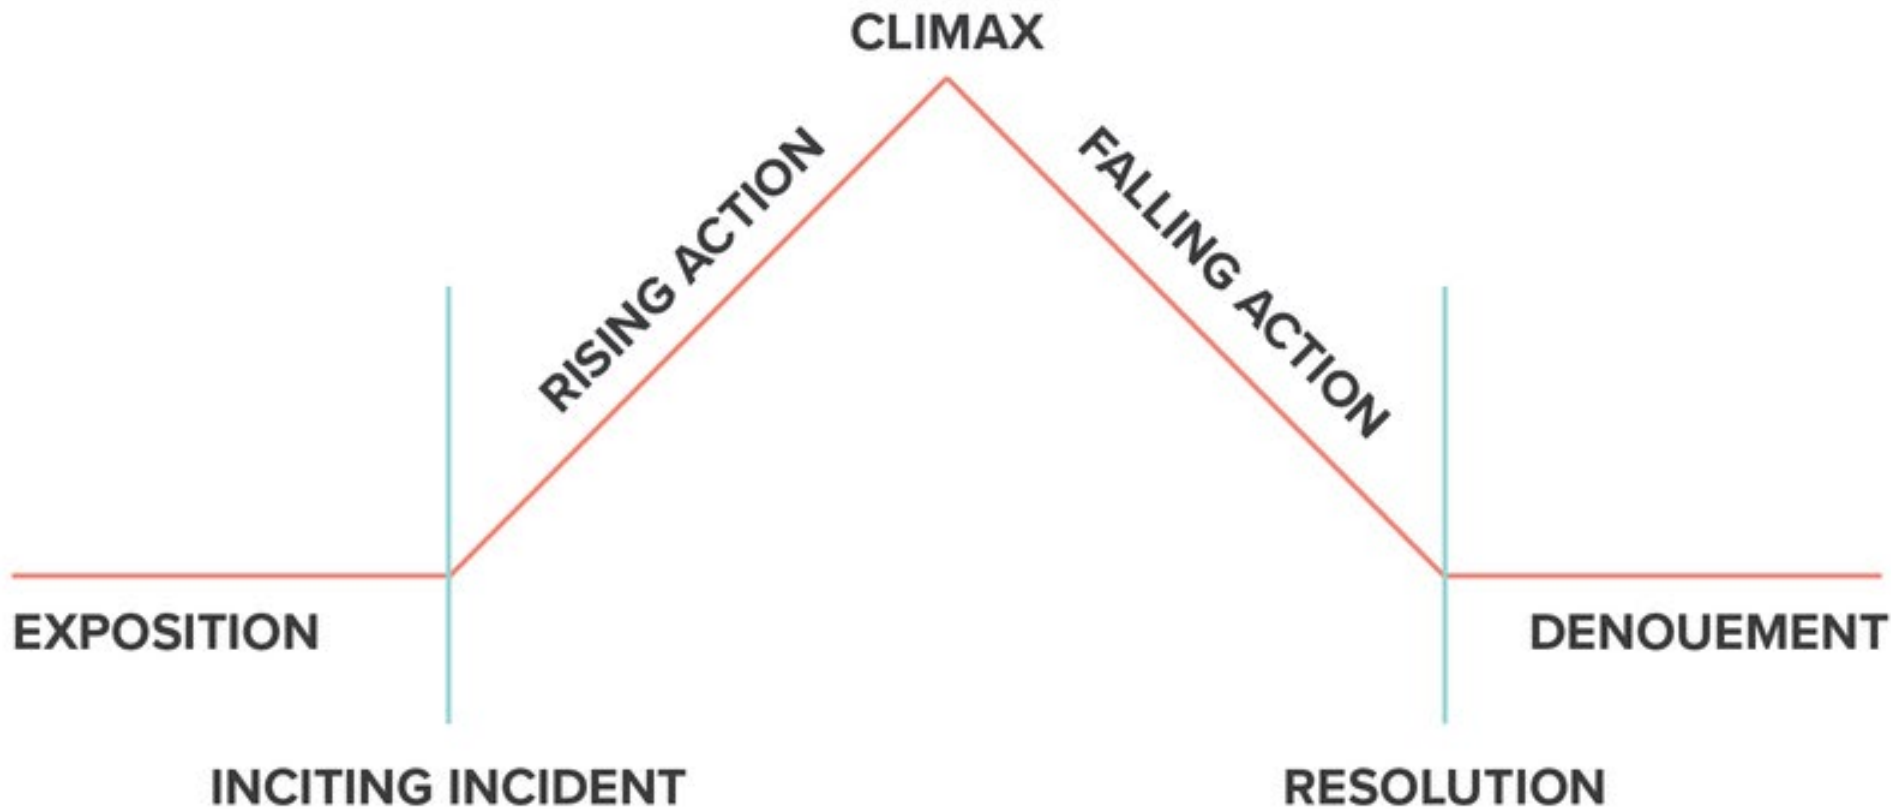 CLIMAX
RISING ACTION
FALLING ACTION
EXPOSITION
DENOUEMENT
INCITING INCIDENT
RESOLUTION